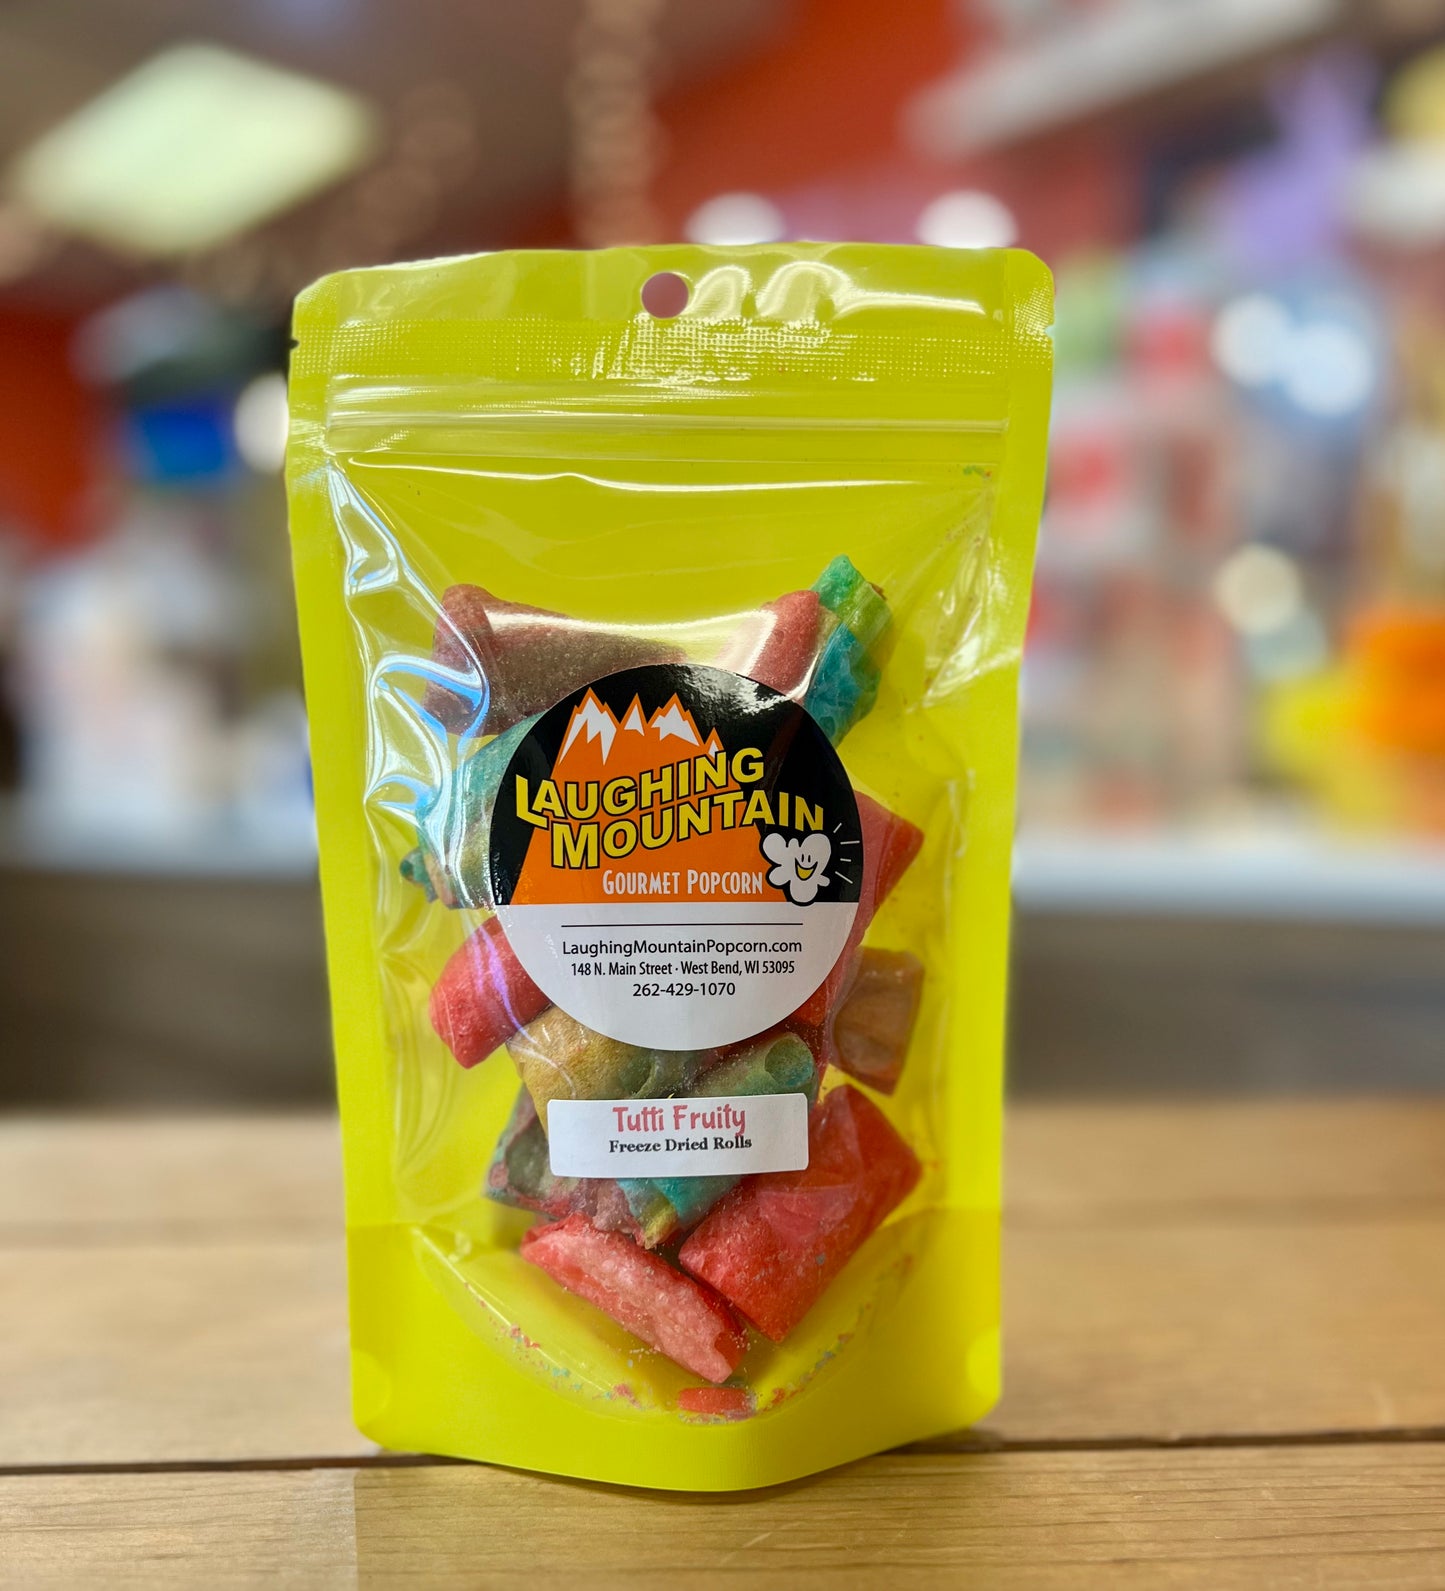 LAUGHING
MOUNTAIN
GOURMET POPCORN
LaughingMountainPopcorn.com
148 N. Main Street · West Bend, WI 53095
262-429-1070
Tutti Fruity
Freeze Dried Rolls